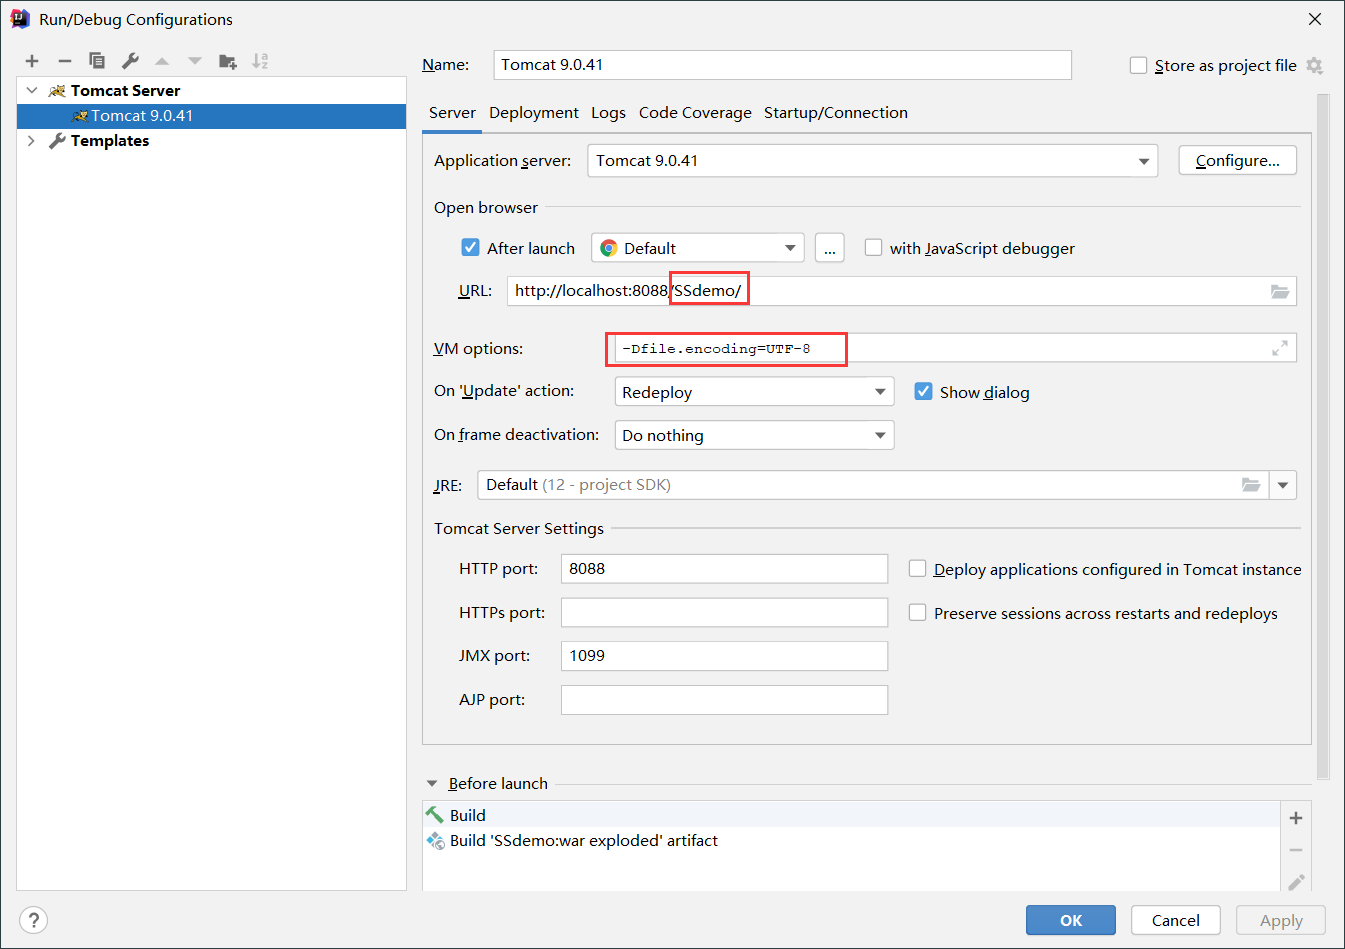 Run/Debug Configurations
Tomcat Server
Tomcat 9.0.41
Templates
Name: Tomcat 9.0.41
Store as project file
Server Deployment Logs Code Coverage Startup/Connection
Application server: Tomcat 9.0.41 Configure...
Open browser
After launch Default ... with JavaScript debugger
URL: http://localhost:8088/SSdemo/
VM options: -Dfile.encoding=UTF-8
On 'Update' action: Redeploy Show dialog
On frame deactivation: Do nothing
JRE: Default (12 - project SDK)
Tomcat Server Settings
HTTP port: 8088 Deploy applications configured in Tomcat instance
HTTPs port: Preserve sessions across restarts and redeploys
JMX port: 1099
AJP port:
Before launch
Build
Build 'SSdemo:war exploded' artifact
? OK Cancel Apply